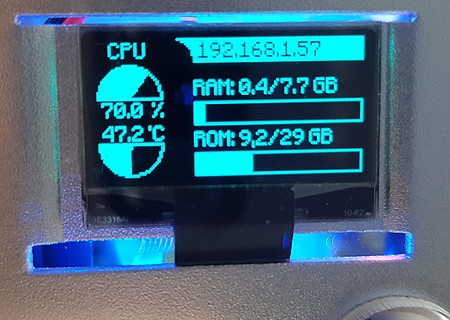 CPU
192.168.1.57
70.0 %
47.2°C
RAM: 0.4/7.7 GB
ROM: 9.2/29 GB